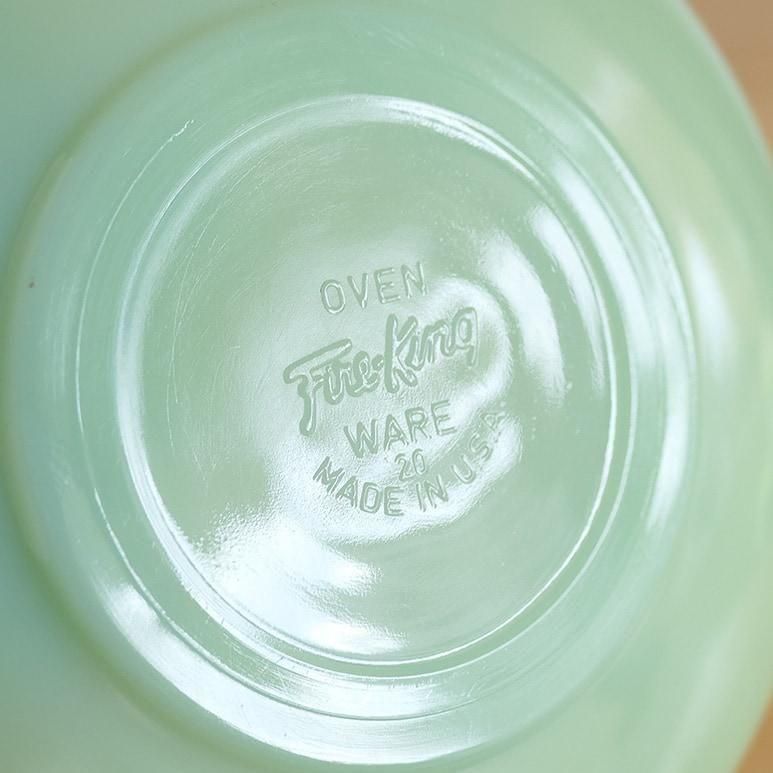 OVEN
Fire-King
WARE
20
MADE IN U.S.A.